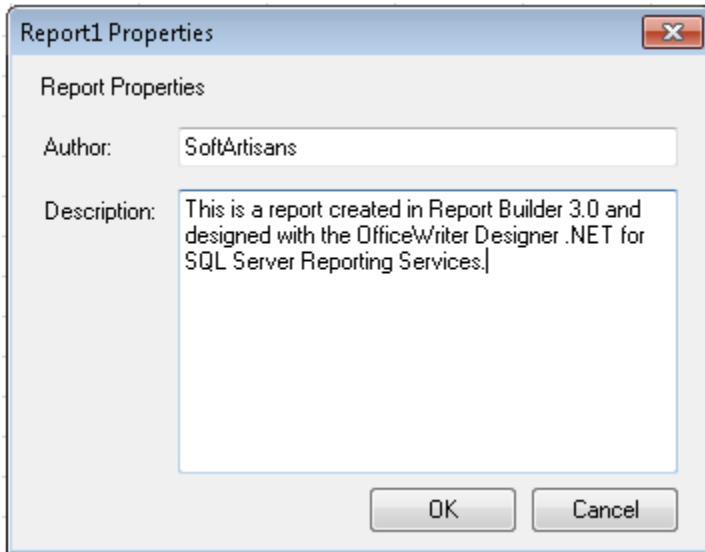 Report1 Properties
Report Properties
Author: SoftArtisans
Description: This is a report created in Report Builder 3.0 and
designed with the OfficeWriter Designer .NET for
SQL Server Reporting Services.
OK Cancel